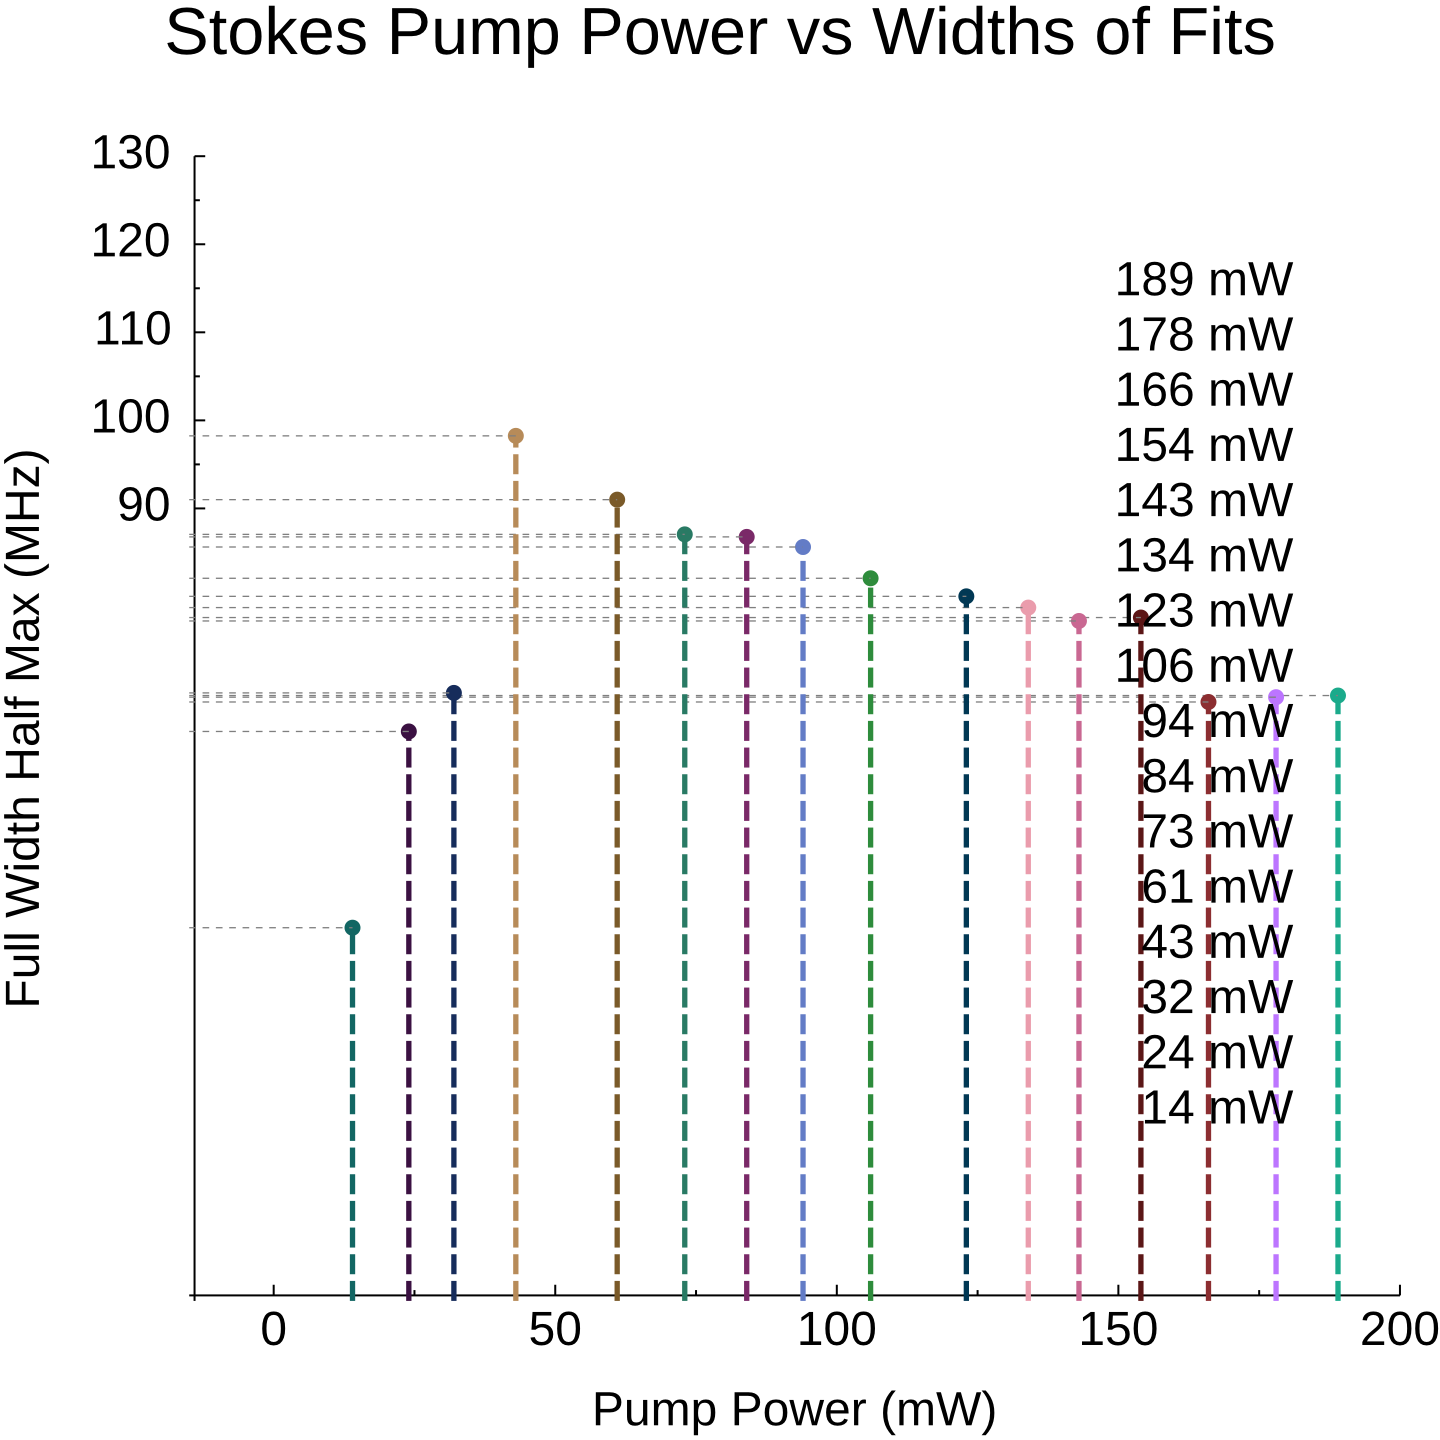 Stokes Pump Power vs Widths of Fits
130
120
110
100
90
Full Width Half Max (MHz)
189 mW
178 mW
166 mW
154 mW
143 mW
134 mW
123 mW
106 mW
94 mW
84 mW
73 mW
61 mW
43 mW
32 mW
24 mW
14 mW
0 50 100 150 200
Pump Power (mW)